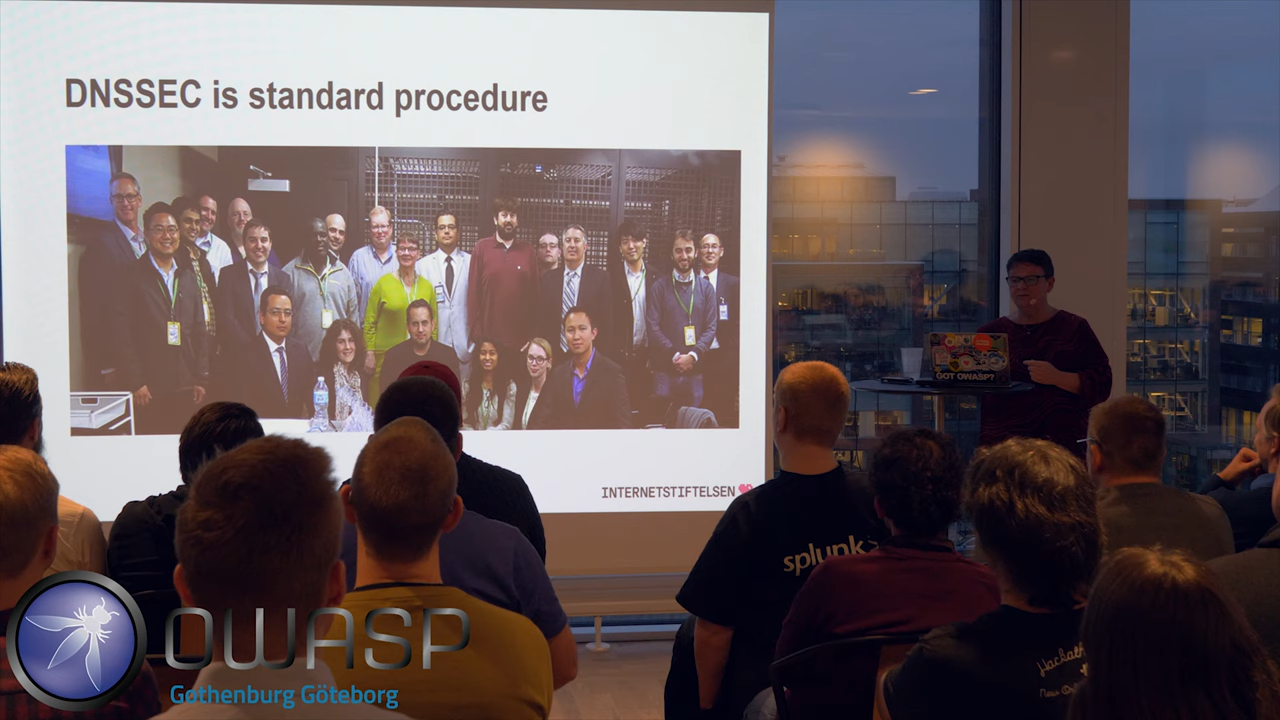 DNSSEC is standard procedure
INTERNETSTIFTELSEN
GOT OWASP?
splunk>
OWASP
Gothenburg Göteborg